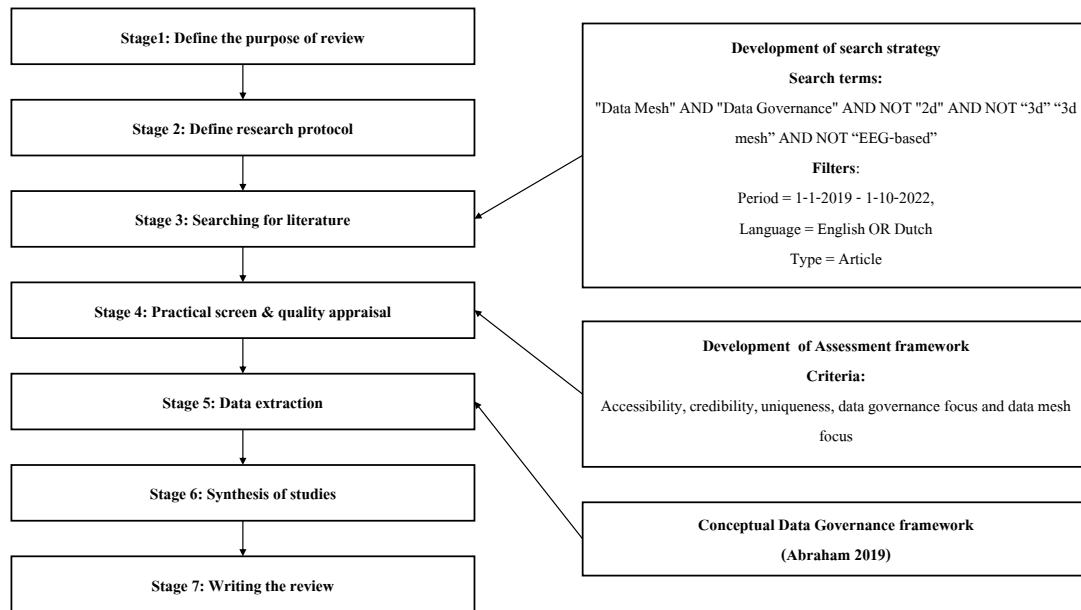 Stage1: Define the purpose of review
Stage 2: Define research protocol
Stage 3: Searching for literature
Stage 4: Practical screen & quality appraisal
Stage 5: Data extraction
Stage 6: Synthesis of studies
Stage 7: Writing the review
Development of search strategy
Search terms:
"Data Mesh" AND "Data Governance" AND NOT "2d" AND NOT “3d” “3d
mesh” AND NOT “EEG-based”
Filters:
Period = 1-1-2019 - 1-10-2022,
Language = English OR Dutch
Type = Article
Development of Assessment framework
Criteria:
Accessibility, credibility, uniqueness, data governance focus and data mesh
focus
Conceptual Data Governance framework
(Abraham 2019)